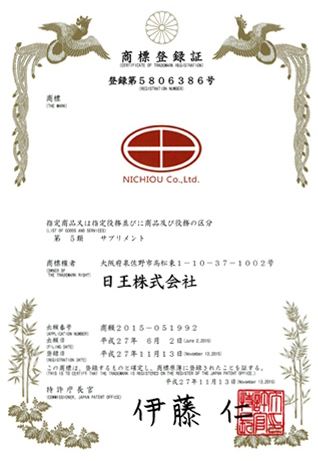 商標登録証
(CERTIFICATE OF TRADEMARK REGISTRATION)
登録第5806386号
(REGISTRATION NUMBER)
商標
(THE MARK)
NICHIOU Co.,Ltd.
指定商品又は指定役務並びに商品及び役務の区分
(LIST OF GOODS AND SERVICES)
第 5類 サプリメント
商標権者 大阪府泉佐野市高松東1-10-37-1002号
(OWNER OF THE TRADEMARK RIGHT)
日王株式会社
出願番号 商願2015-051992
(APPLICATION NUMBER)
出願日 平成27年 6月 2日(June 2,2015)
(FILING DATE)
登録日 平成27年11月13日(November 13,2015)
(REGISTRATION DATE)
この商標は、登録するものと確定し、商標原簿に登録されたことを証する。
(THIS IS TO CERTIFY THAT THE TRADEMARK IS REGISTERED ON THE REGISTER OF THE JAPAN PATENT OFFICE.)
平成27年11月13日(November 13,2015)
特許庁長官
(COMMISSIONER, JAPAN PATENT OFFICE)
伊藤 仁